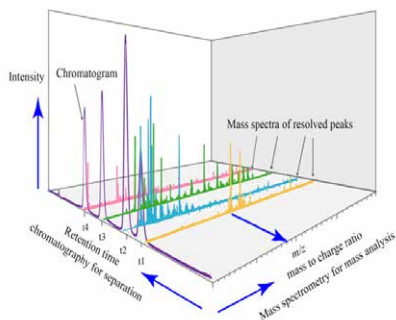 Intensity
Chromatogram
Mass spectra of resolved peaks
t4
t3
t2
t1
Retention time
chromatography for separation
m/z
mass to charge ratio
Mass spectrometry for mass analysis